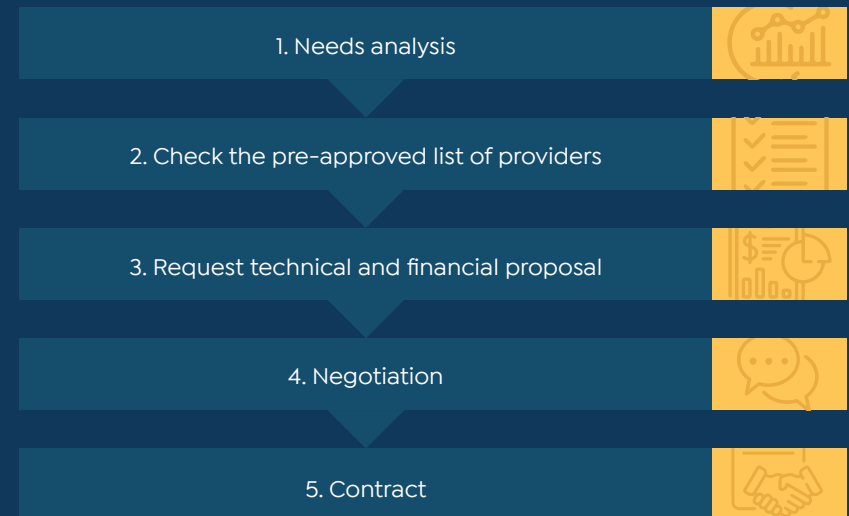 1. Needs analysis
2. Check the pre-approved list of providers
3. Request technical and financial proposal
4. Negotiation
5. Contract